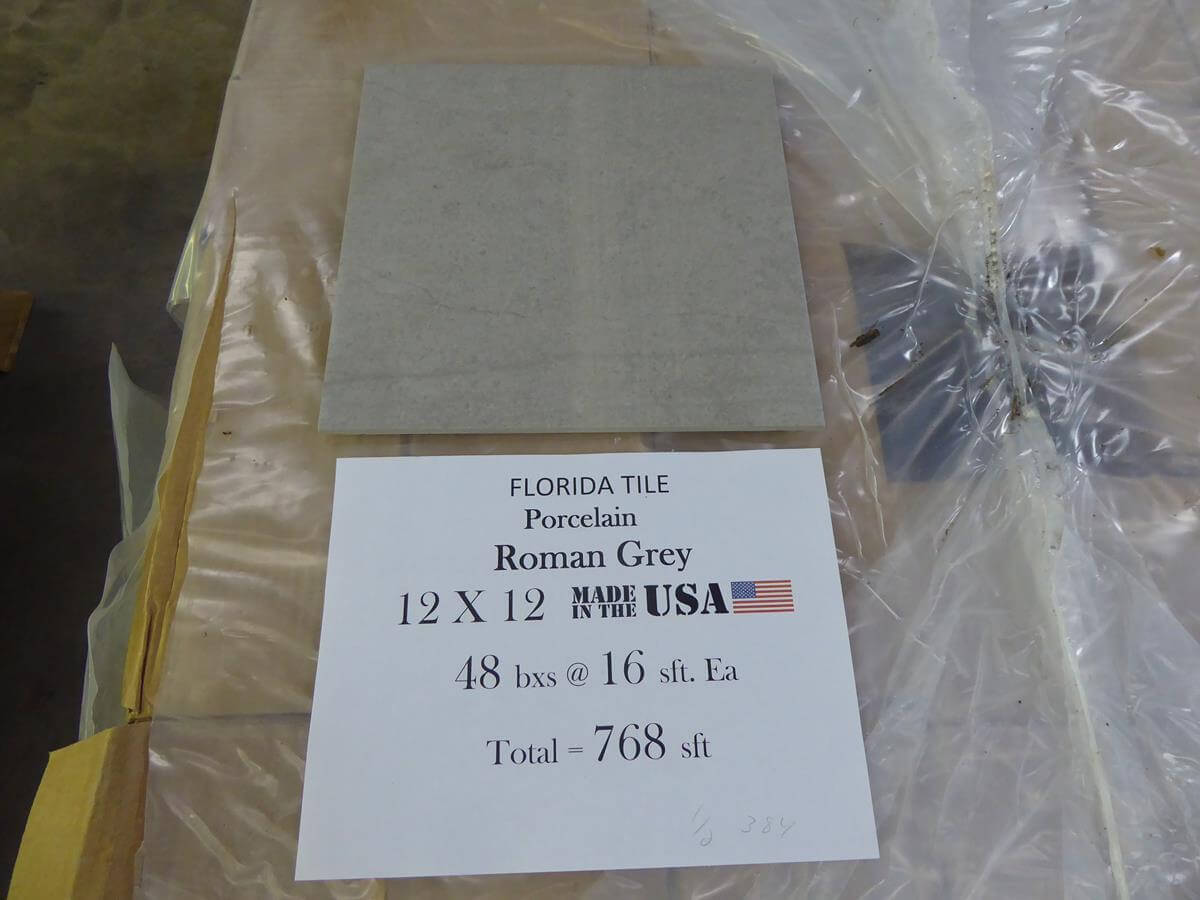 FLORIDA TILE
Porcelain
Roman Grey
12 X 12 MADE IN THE USA
48 bxs @ 16 sft. Ea
Total = 768 sft
1/2 384